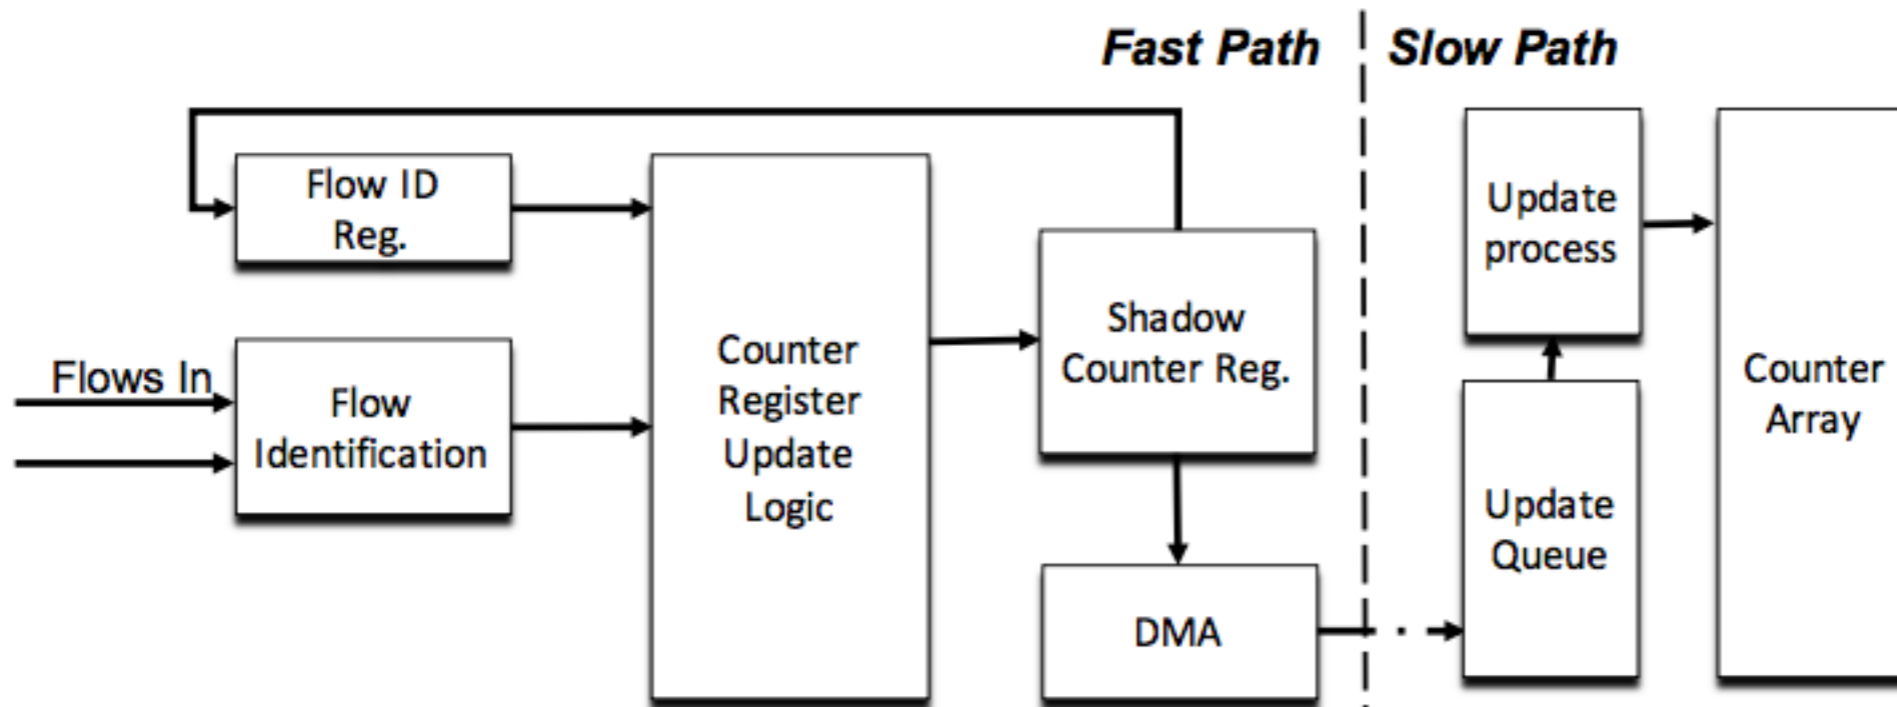 Fast Path
Slow Path
Flow ID
Reg.
Flows In
Flow
Identification
Counter
Register
Update
Logic
Shadow
Counter Reg.
DMA
Update
process
Update
Queue
Counter
Array